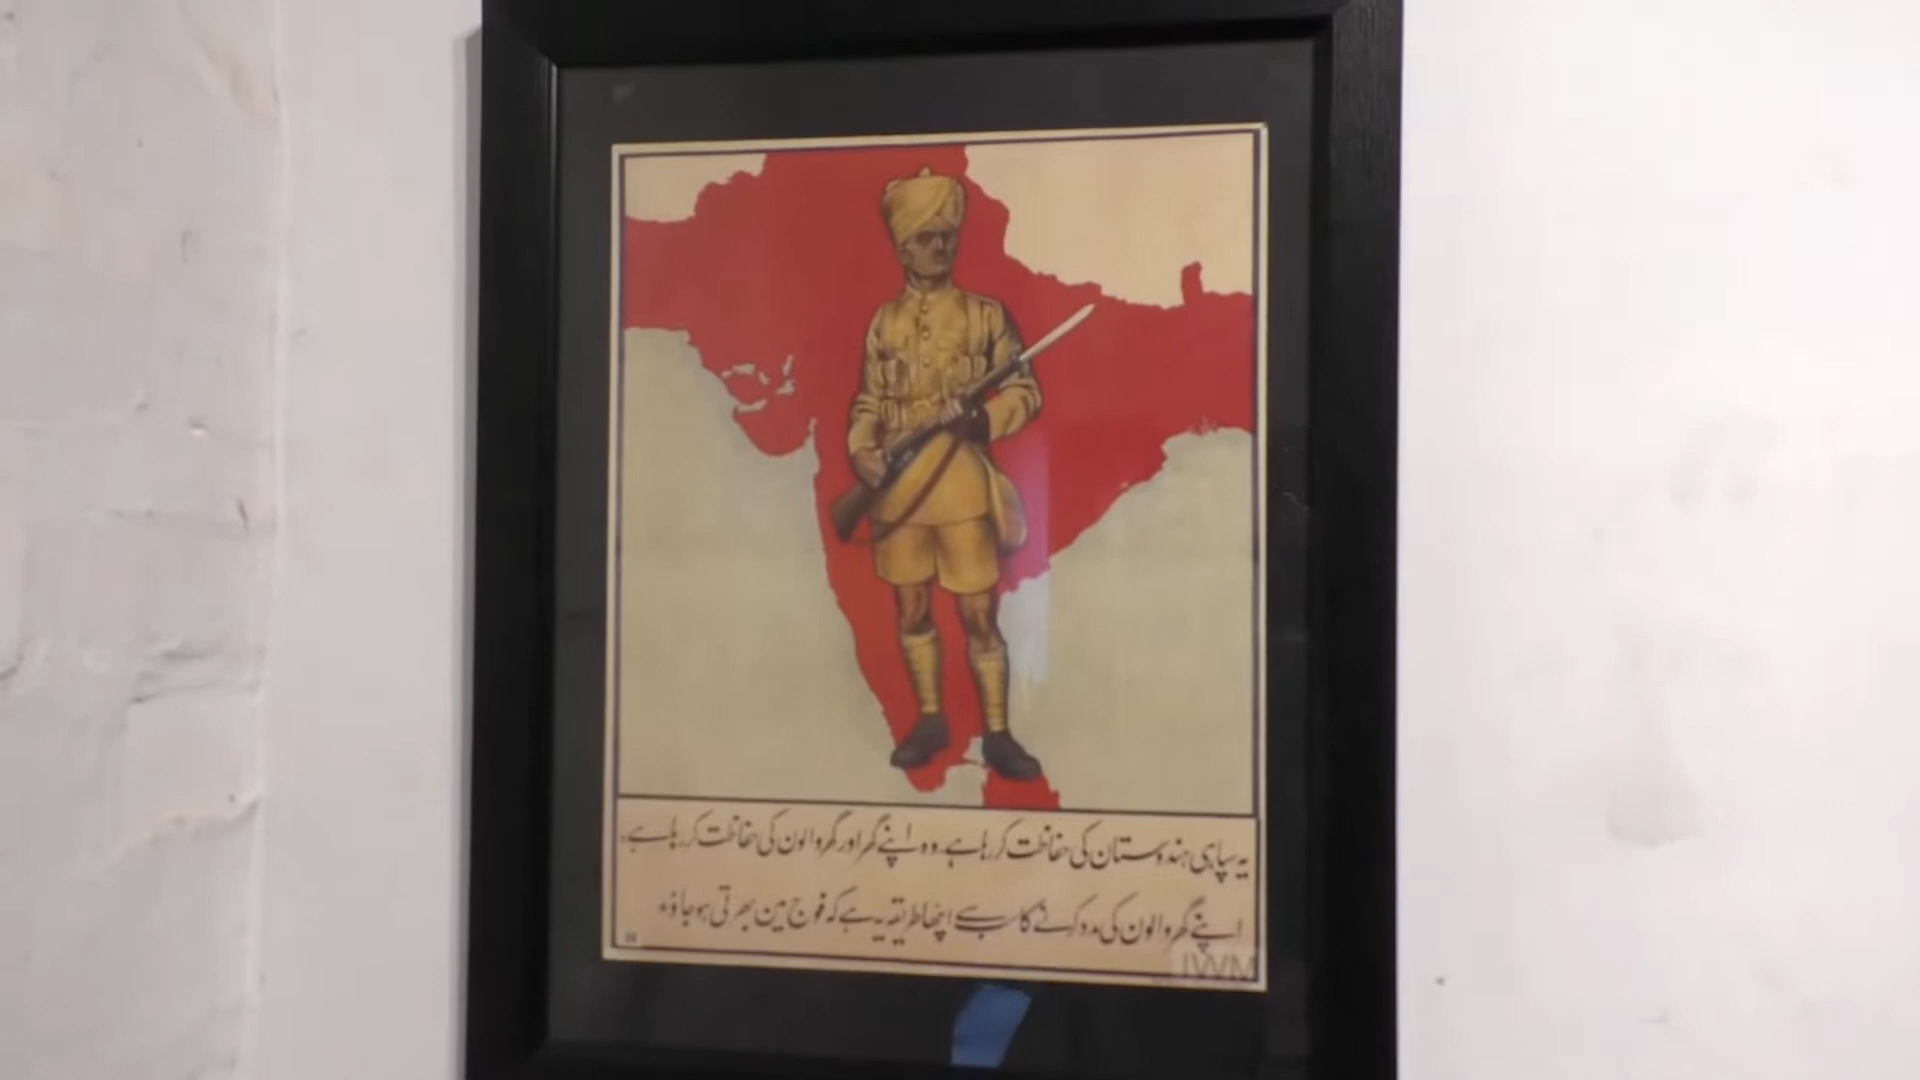 یہ سپاہی ہندوستان کی حفاظت کر رہا ہے۔ وہ اپنے گھر اور گھر والون کی حفاظت کر رہا ہے۔
اپنے گھر والون کی مدد کرنے کا سب سے اچھا طریقہ یہ ہے کہ فوج مین بھرتی ہو جاؤ۔
IWM